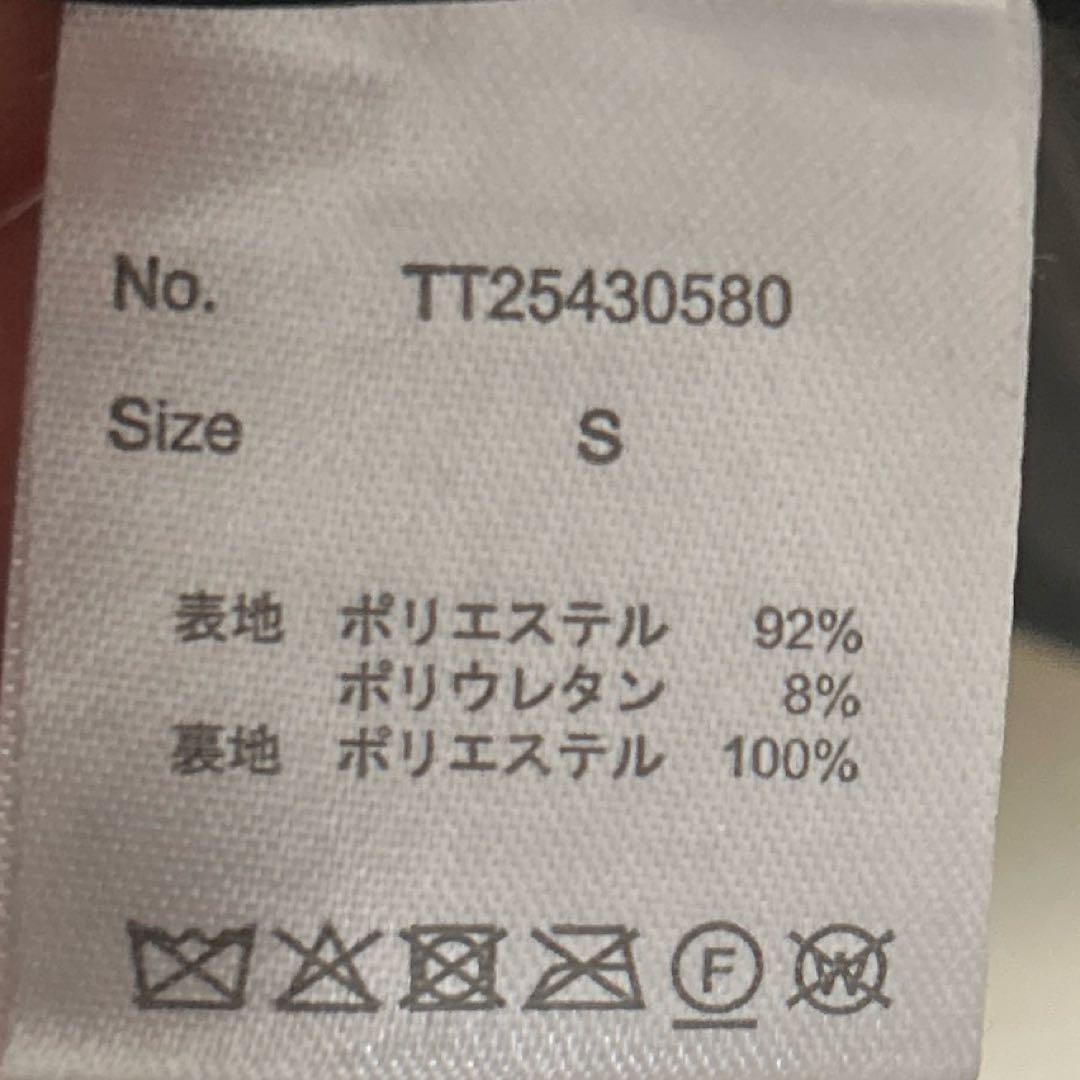 No. TT25430580
Size S
表地 ポリエステル 92%
ポリウレタン 8%
裏地 ポリエステル 100%
F W